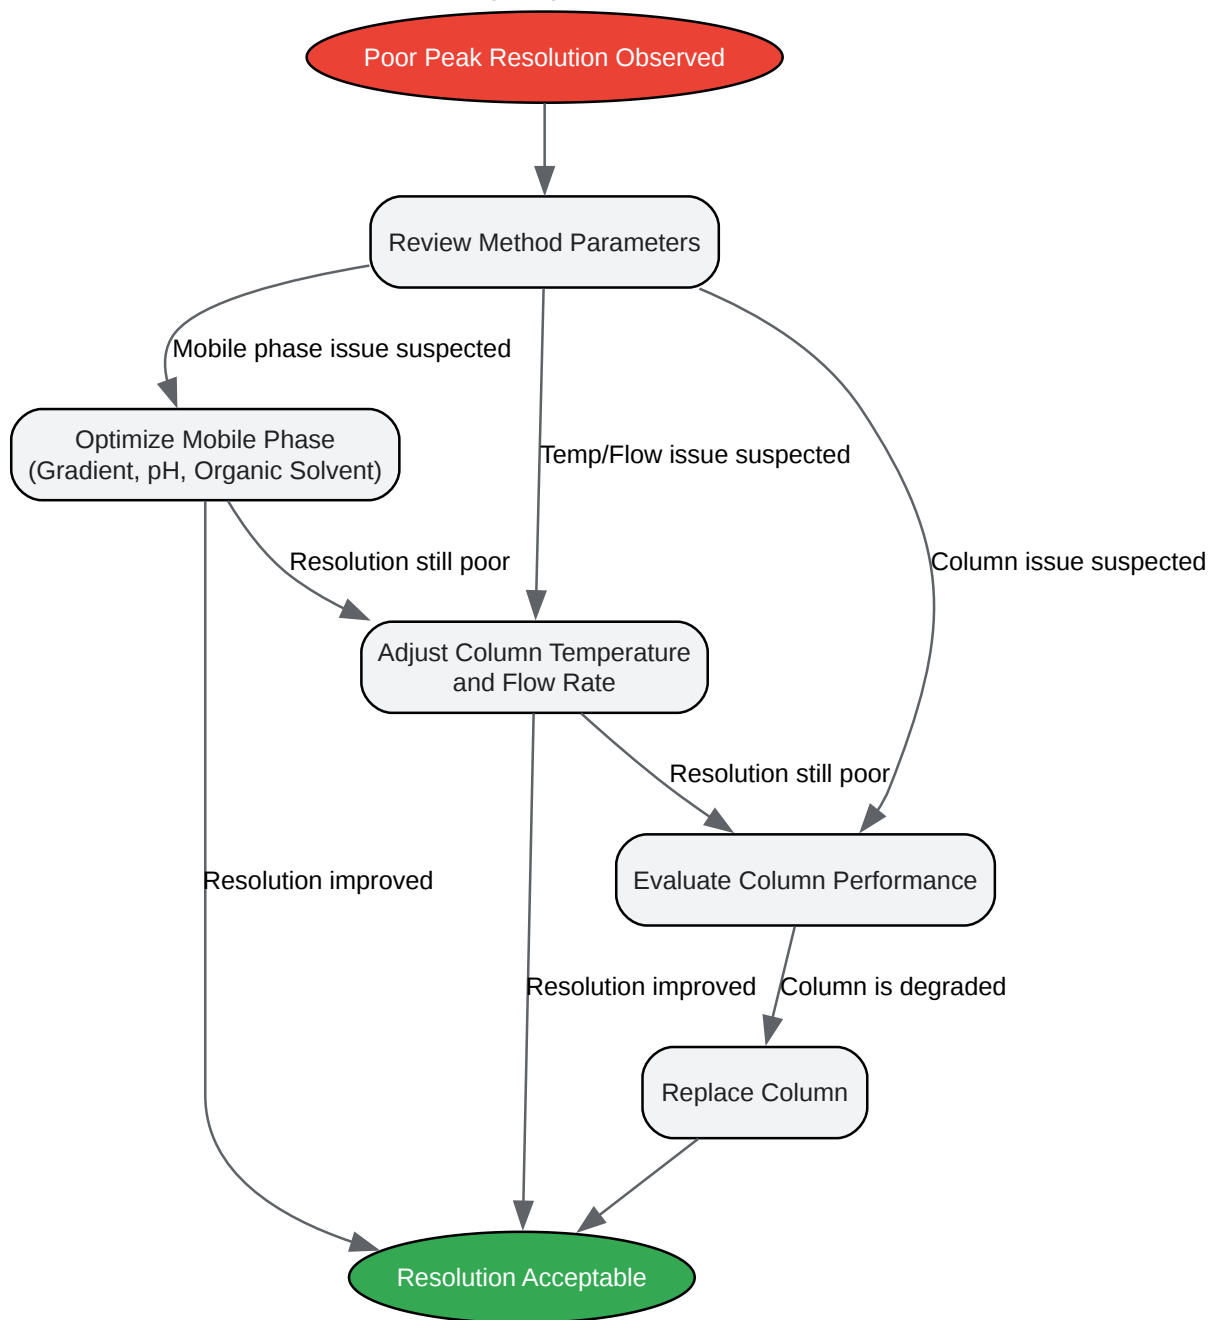 Poor Peak Resolution Observed
Review Method Parameters
Mobile phase issue suspected
Optimize Mobile Phase
(Gradient, pH, Organic Solvent)
Temp/Flow issue suspected
Resolution still poor
Column issue suspected
Adjust Column Temperature
and Flow Rate
Resolution still poor
Resolution improved
Evaluate Column Performance
Resolution improved
Column is degraded
Replace Column
Resolution Acceptable